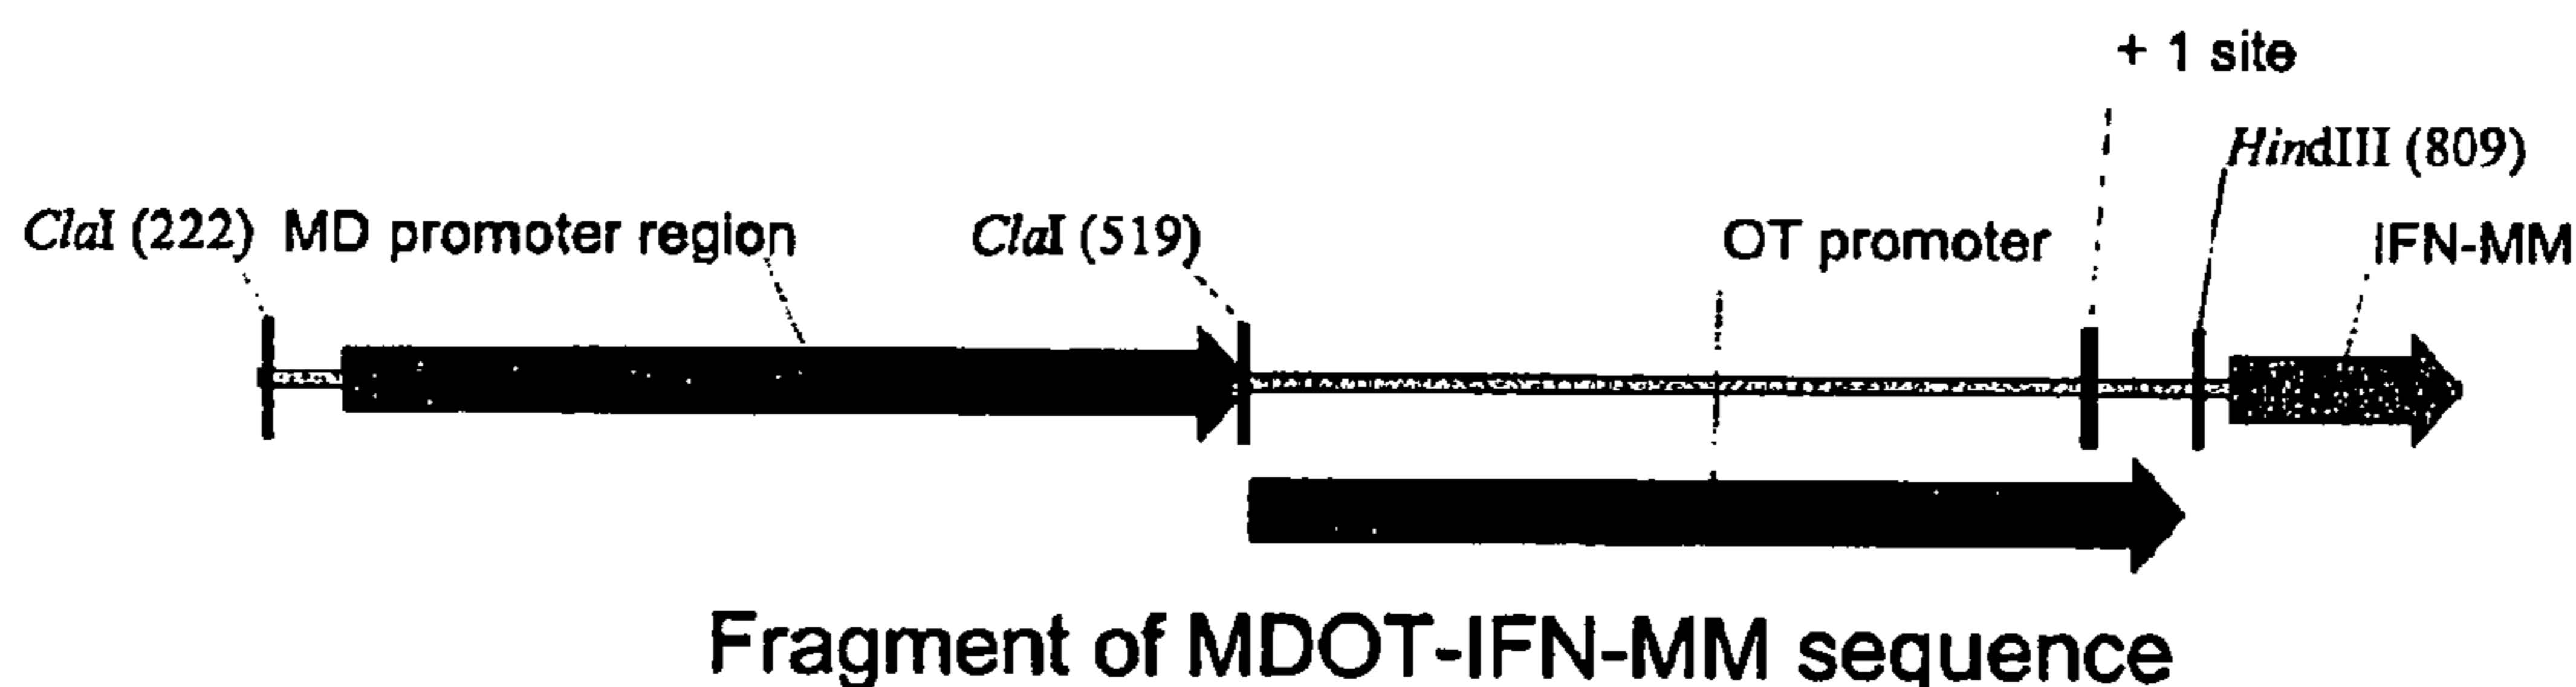 + 1 site
HindIII (809)
ClaI (222)
MD promoter region
ClaI (519)
OT promoter
IFN-MM
Fragment of MDOT-IFN-MM sequence